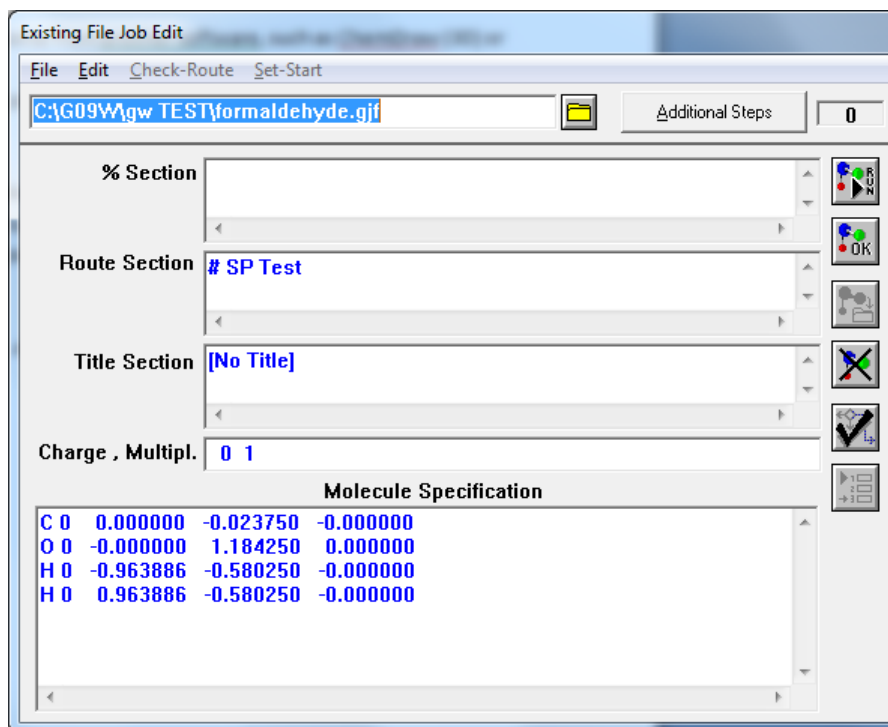 Existing File Job Edit
File Edit Check-Route Set-Start
C:\G09W\gw TEST\formaldehyde.gjf
Additional Steps
0
% Section
RUN
OK
Route Section
# SP Test
Title Section
[No Title]
Charge , Multipl.
0 1
Molecule Specification
C 0 0.000000 -0.023750 -0.000000
O 0 -0.000000 1.184250 0.000000
H 0 -0.963886 -0.580250 -0.000000
H 0 0.963886 -0.580250 -0.000000